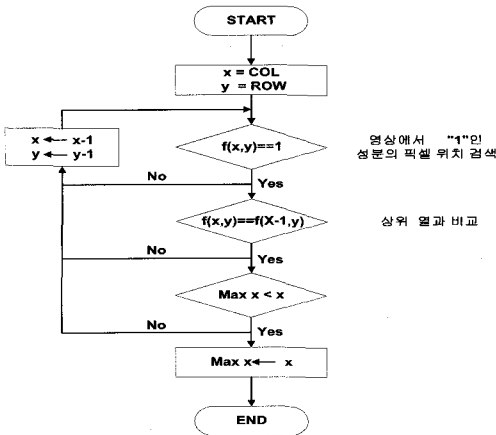 START
x = COL
y = ROW
x ← x-1
y ← y-1
f(x,y)==1
영상에서 "1"인
성분의 픽셀 위치 검색
No
Yes
f(x,y)==f(X-1,y)
상위 열과 비교
No
Yes
Max x < x
No
Yes
Max x← x
END